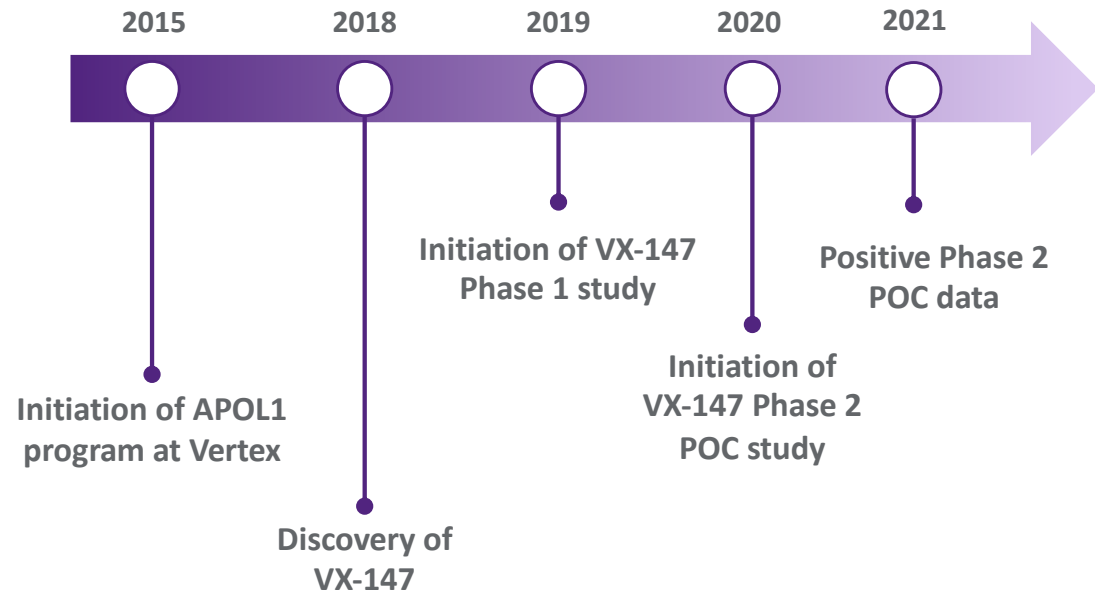 2015
2018
2019
2020
2021
Initiation of APOL1
program at Vertex
Discovery of
VX-147
Initiation of VX-147
Phase 1 study
Initiation of
VX-147 Phase 2
POC study
Positive Phase 2
POC data